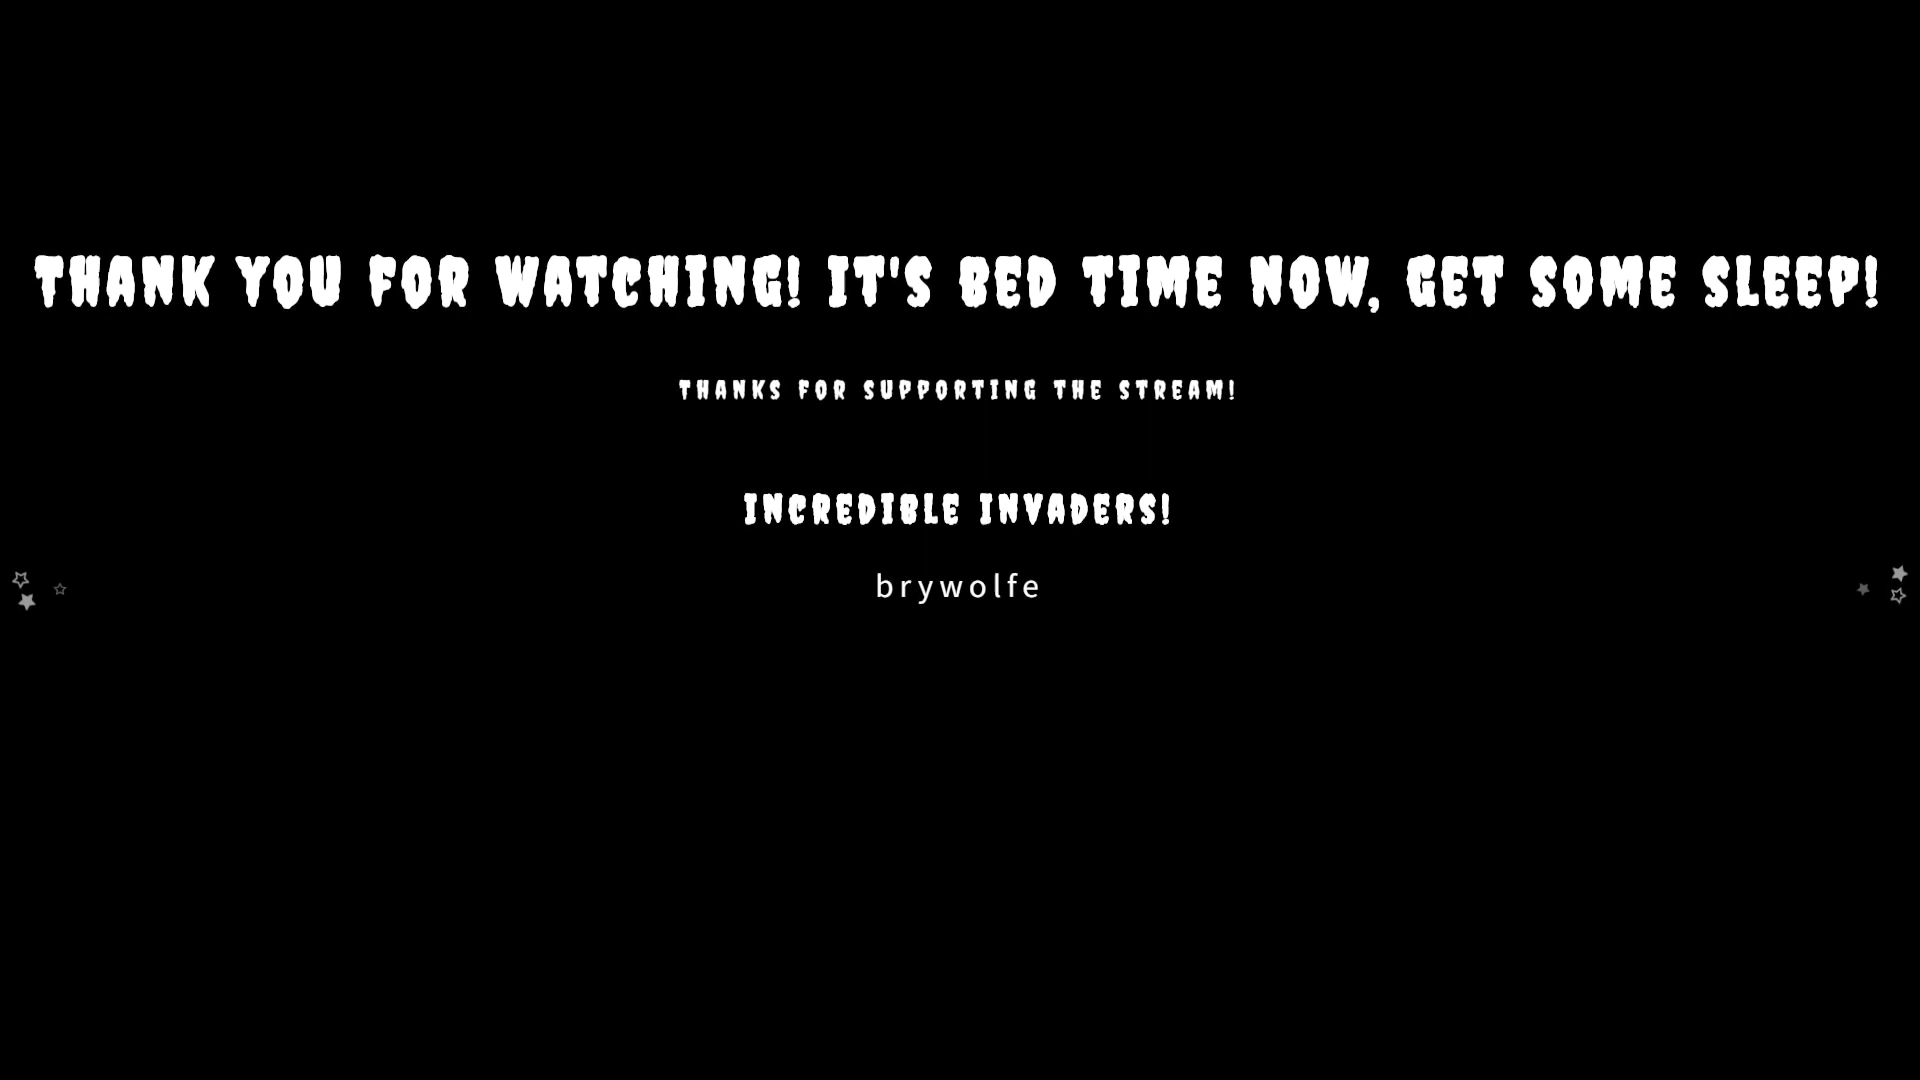 THANK YOU FOR WATCHING! IT'S BED TIME NOW, GET SOME SLEEP!
THANKS FOR SUPPORTING THE STREAM!
INCREDIBLE INVADERS!
brywolfe